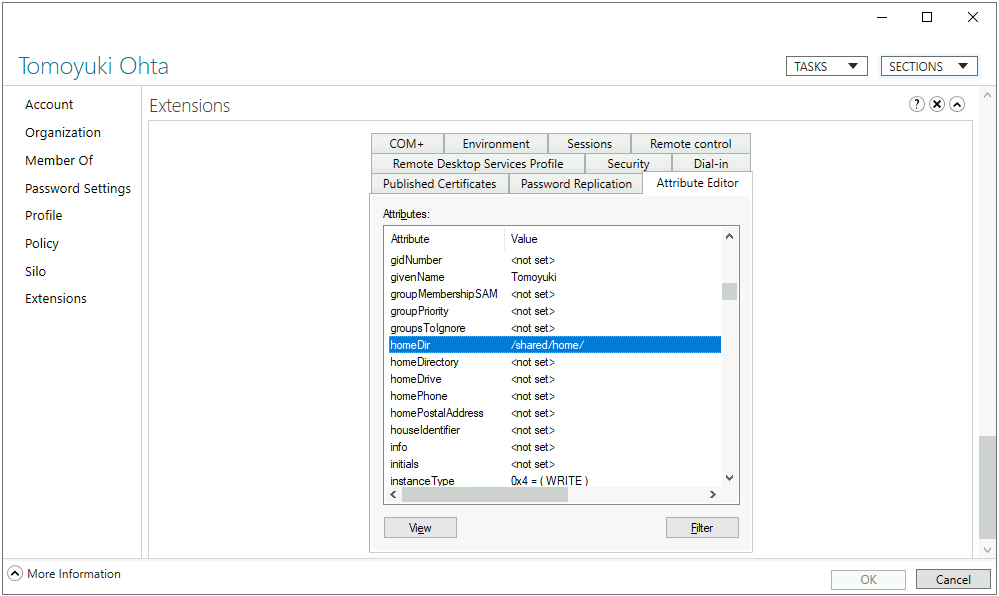 Tomoyuki Ohta
TASKS
SECTIONS
Account
Organization
Member Of
Password Settings
Profile
Policy
Silo
Extensions
Extensions
?
COM+ Environment Sessions Remote control
Remote Desktop Services Profile Security Dial-in
Published Certificates Password Replication Attribute Editor
Attributes:
Attribute Value
gidNumber <not set>
givenName Tomoyuki
groupMembershipSAM <not set>
groupPriority <not set>
groupsToIgnore <not set>
homeDir /shared/home/
homeDirectory <not set>
homeDrive <not set>
homePhone <not set>
homePostalAddress <not set>
houseIdentifier <not set>
info <not set>
initials <not set>
instanceType 0x4 = ( WRITE )
View
Filter
More Information
OK
Cancel